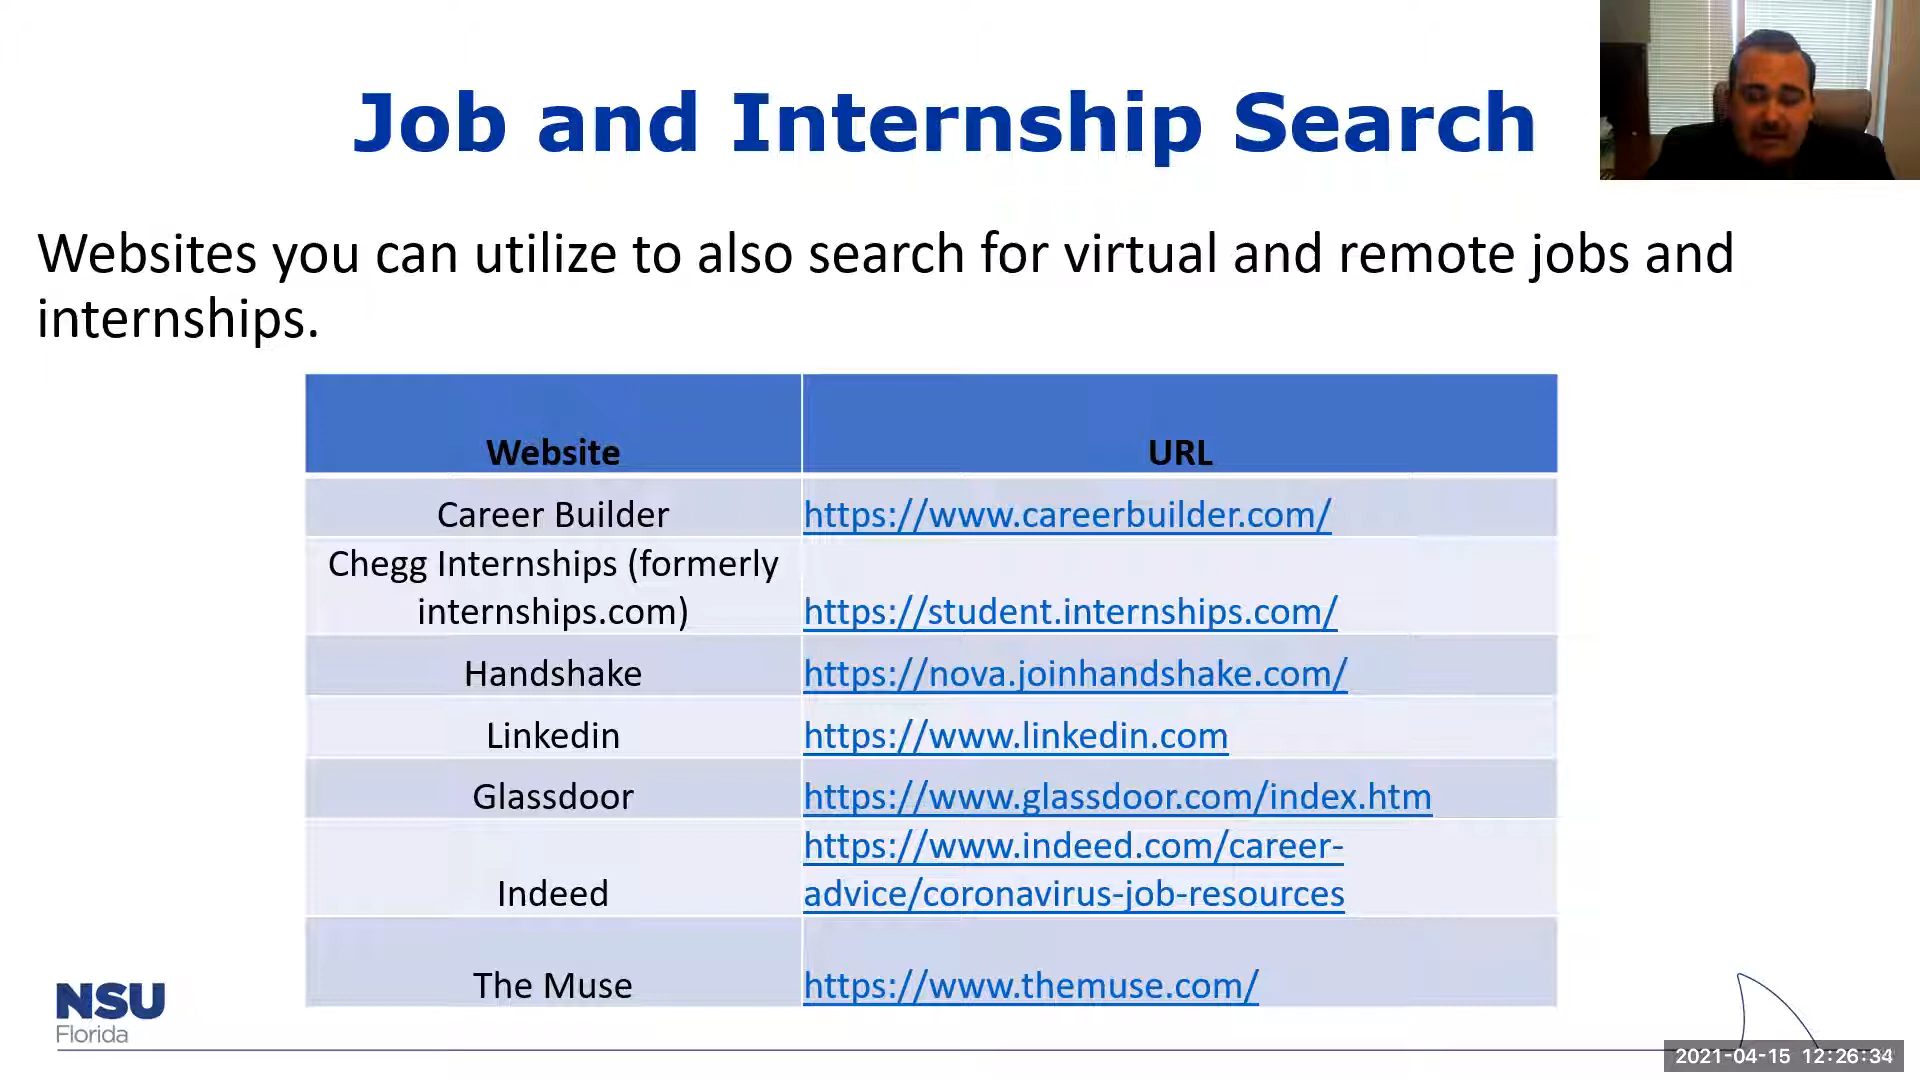 Job and Internship Search
Websites you can utilize to also search for virtual and remote jobs and
internships.
Website URL
Career Builder https://www.careerbuilder.com/
Chegg Internships (formerly
internships.com) https://student.internships.com/
Handshake https://nova.joinhandshake.com/
Linkedin https://www.linkedin.com
Glassdoor https://www.glassdoor.com/index.htm
https://www.indeed.com/career-
Indeed advice/coronavirus-job-resources
The Muse https://www.themuse.com/
NSU
Florida
2021-04-15 12:26:34